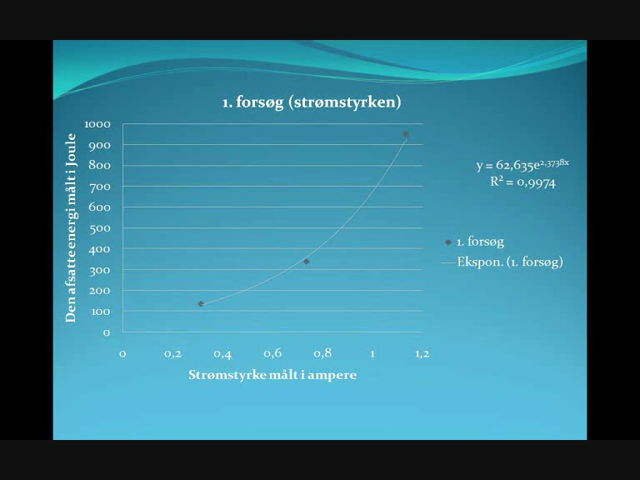 1. forsøg (strømstyrken)
Den afsatte energi målt i Joule
1000
900
800
700
600
500
400
300
200
100
0
0 0,2 0,4 0,6 0,8 1 1,2
Strømstyrke målt i ampere
y = 62,635e^2,3738x
R² = 0,9974
1. forsøg
Ekspon. (1. forsøg)